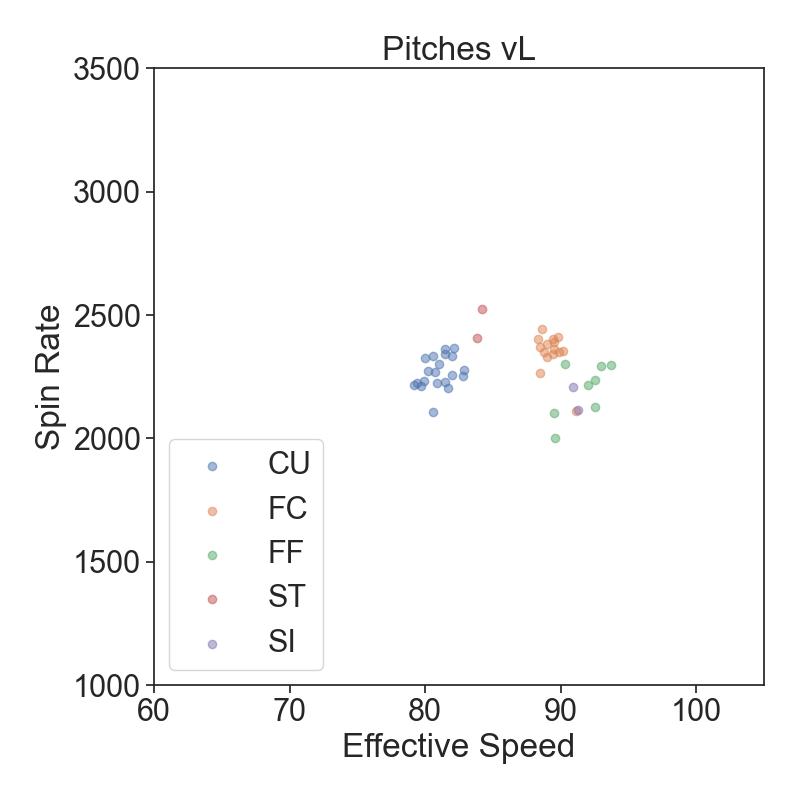 Pitches vL
3500
3000
2500
2000
1500
1000
Spin Rate
CU
FC
FF
ST
SI
60 70 80 90 100
Effective Speed